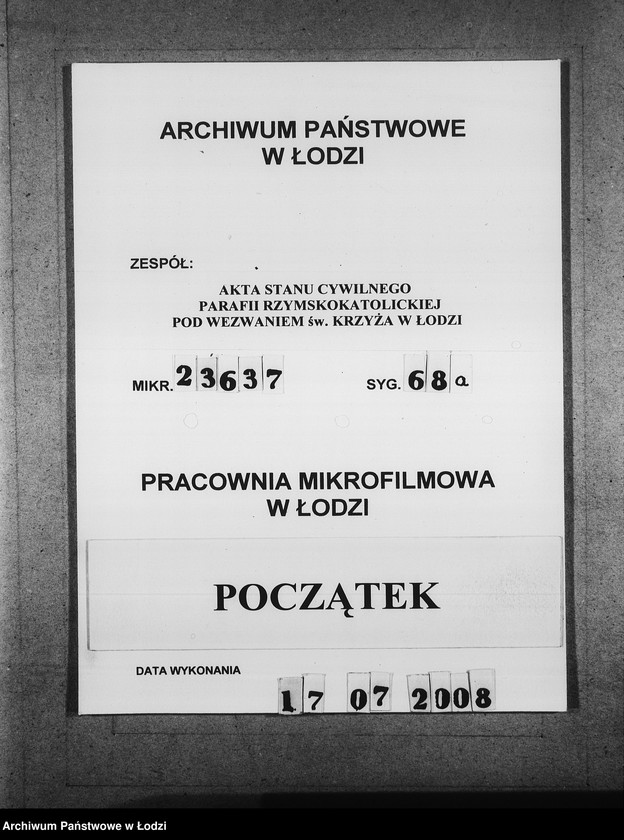 ARCHIWUM PAŃSTWOWE
W ŁODZI
ZESPÓŁ:
AKTA STANU CYWILNEGO
PARAFII RZYMSKOKATOLICKIEJ
POD WEZWANIEM św. KRZYŻA W ŁODZI
MIKR. 23637 SYG. 68a
PRACOWNIA MIKROFILMOWA
W ŁODZI
POCZĄTEK
DATA WYKONANIA
17 07 2008
Archiwum Państwowe w Łodzi